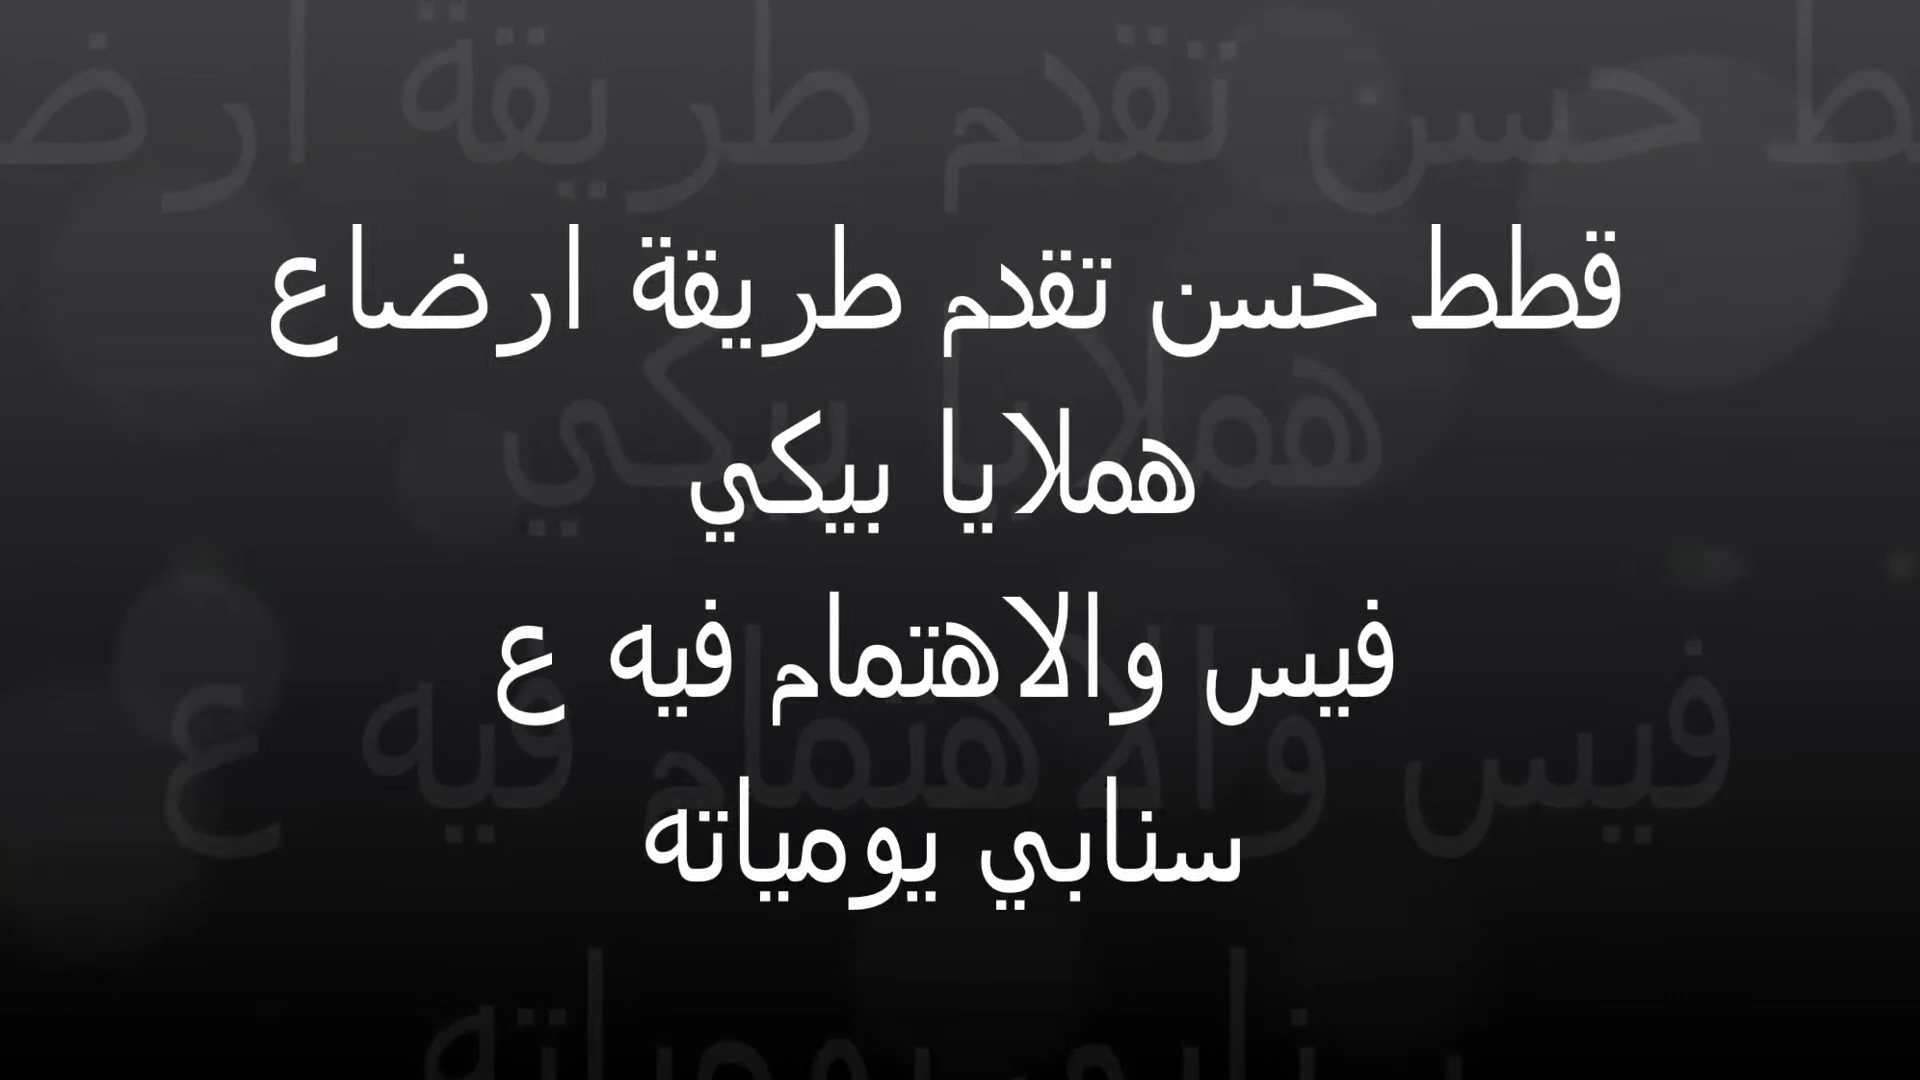 قطط حسن تقدم طريقة ارضاع
هملايا بيكي
فيس والاهتمام فيه ع
سنابي يومياته